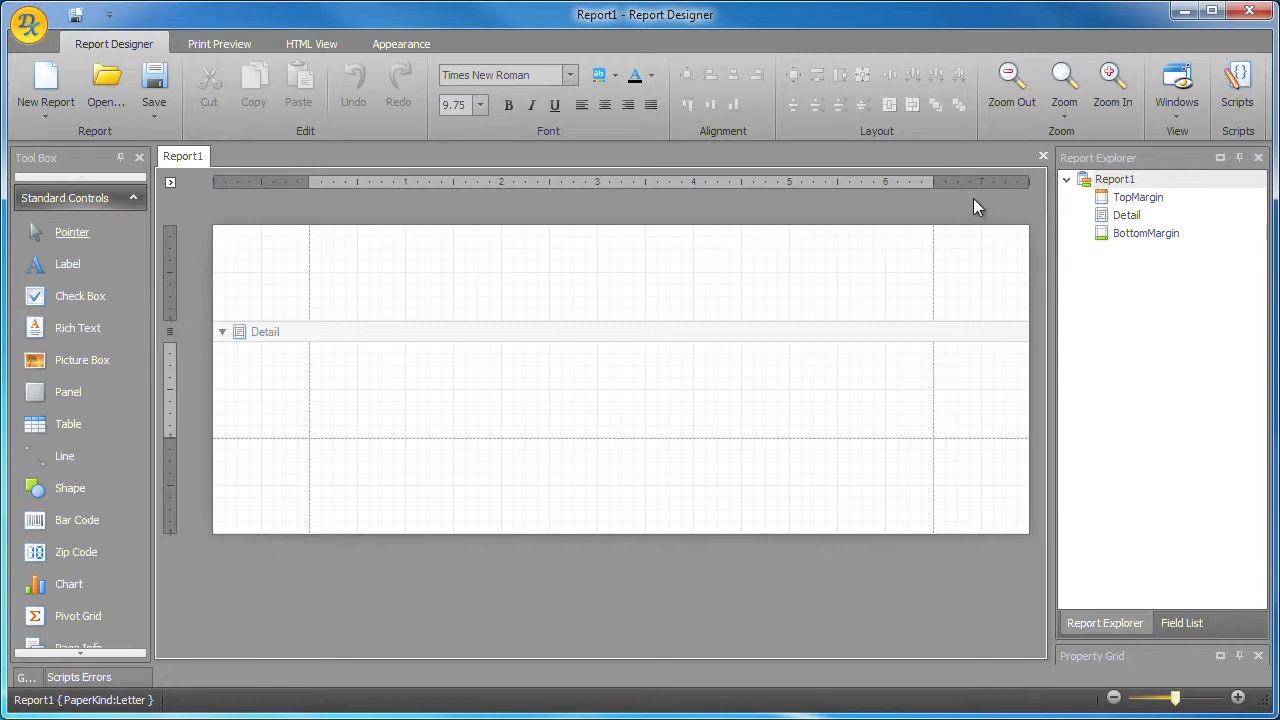 DX
Report1 - Report Designer
Report Designer
Print Preview
HTML View
Appearance
New Report
Open...
Save
Report
Cut
Copy
Paste
Undo
Redo
Edit
Times New Roman
ab
A
9.75
B
I
U
Font
Alignment
Layout
Zoom Out
Zoom
Zoom In
Zoom
Windows
View
Scripts
Scripts
Tool Box
Report1
Report Explorer
Standard Controls
1 2 3 4 5 6 7
Report1
Pointer
TopMargin
Label
Detail
Check Box
BottomMargin
Rich Text
Detail
Picture Box
Panel
Table
Line
Shape
Bar Code
Zip Code
Chart
Pivot Grid
Page Info
Report Explorer
Field List
Property Grid
G...
Scripts Errors
Report1 { PaperKind:Letter }